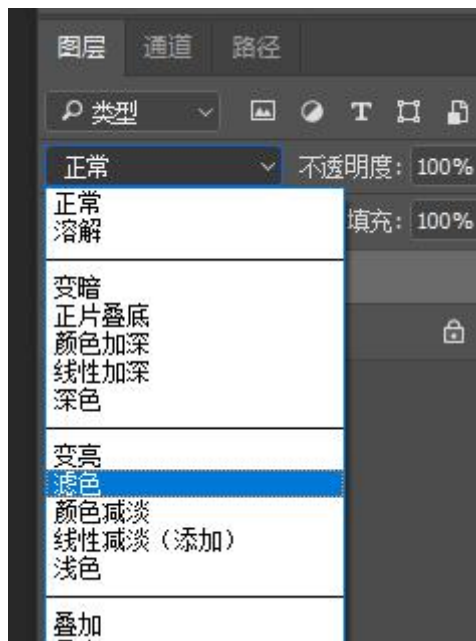 图层 通道 路径
类型 T
正常 不透明度: 100%
填充: 100%
正常
溶解
变暗
正片叠底
颜色加深
线性加深
深色
变亮
滤色
颜色减淡
线性减淡（添加）
浅色
叠加